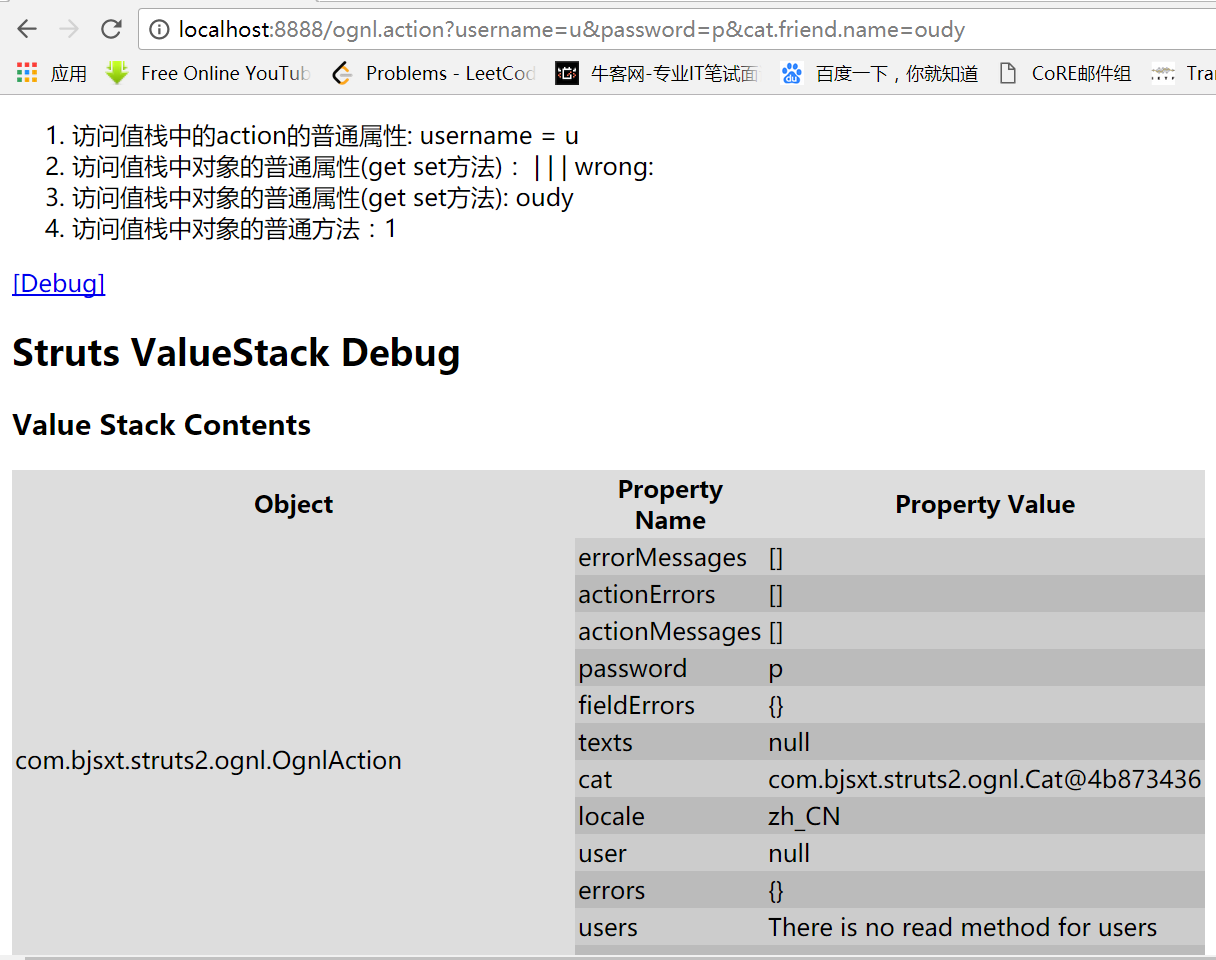 localhost:8888/ognl.action?username=u&password=p&cat.friend.name=oudy
应用 Free Online YouTub Problems - LeetCod 牛客网-专业IT笔试面 百度一下，你就知道 CoRE邮件组 Tra
1. 访问值栈中的action的普通属性: username = u
2. 访问值栈中对象的普通属性(get set方法)： | | | wrong:
3. 访问值栈中对象的普通属性(get set方法): oudy
4. 访问值栈中对象的普通方法：1
[Debug]
Struts ValueStack Debug
Value Stack Contents
Object Property Name Property Value
com.bjsxt.struts2.ognl.OgnlAction
errorMessages []
actionErrors []
actionMessages []
password p
fieldErrors {}
texts null
cat com.bjsxt.struts2.ognl.Cat@4b873436
locale zh_CN
user null
errors {}
users There is no read method for users